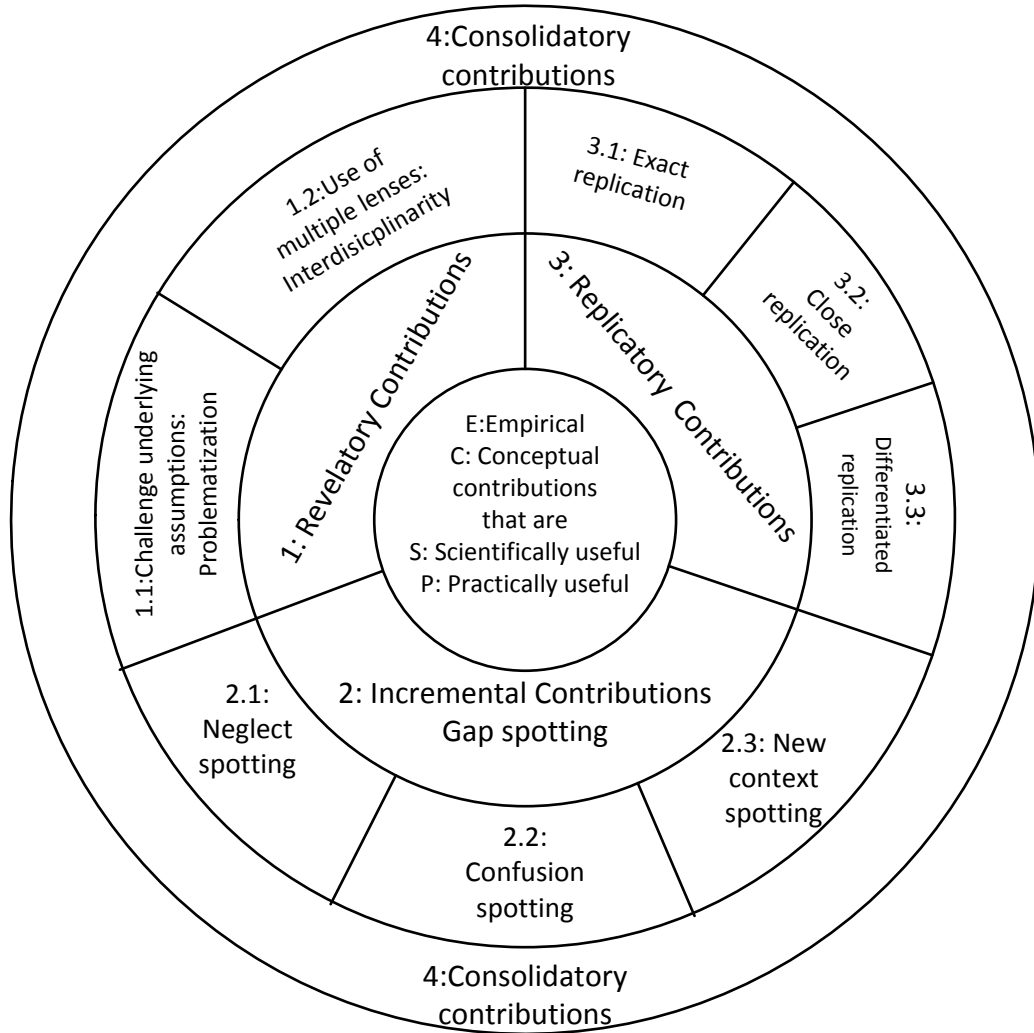 4:Consolidatory
contributions
1.2:Use of
multiple lenses:
Interdisicplinarity
3.1: Exact
replication
3.2:
Close
replication
3.3:
Differentiated
replication
1.1:Challenge underlying
assumptions:
Problematization
1: Revelatory Contributions
3: Replicatory Contributions
E:Empirical
C: Conceptual
contributions
that are
S: Scientifically useful
P: Practically useful
2: Incremental Contributions
Gap spotting
2.1:
Neglect
spotting
2.2:
Confusion
spotting
2.3: New
context
spotting
4:Consolidatory
contributions